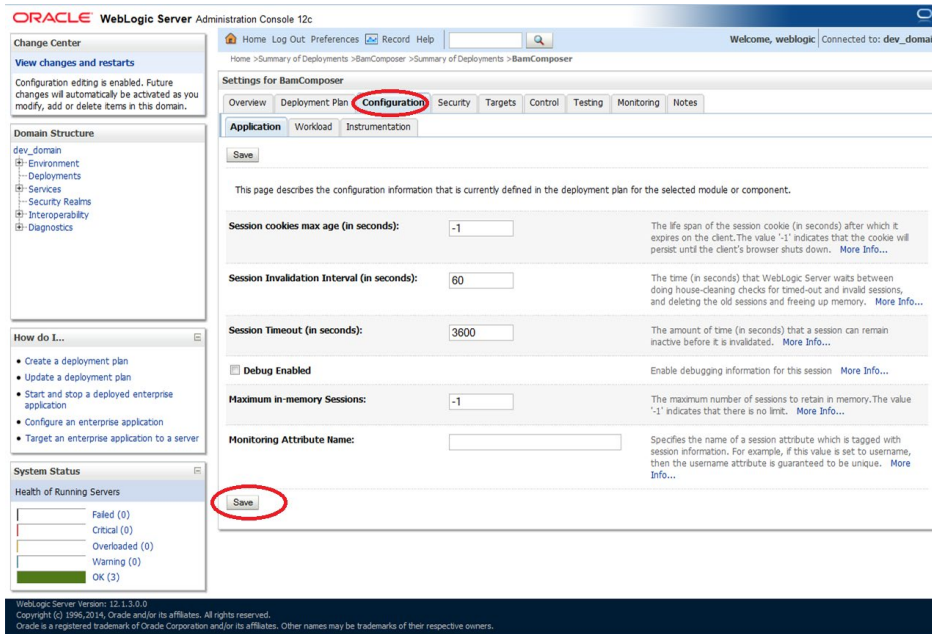 ORACLE WebLogic Server Administration Console 12c
Change Center
View changes and restarts
Configuration editing is enabled. Future
changes will automatically be activated as you
modify, add or delete items in this domain.
Domain Structure
dev_domain
Environment
Deployments
Services
Security Realms
Interoperability
Diagnostics
How do I...
Create a deployment plan
Update a deployment plan
Start and stop a deployed enterprise
application
Configure an enterprise application
Target an enterprise application to a server
System Status
Health of Running Servers
Failed (0)
Critical (0)
Overloaded (0)
Warning (0)
OK (3)
Home Log Out Preferences Record Help
Welcome, weblogic Connected to: dev_domai
Home >Summary of Deployments >BamComposer >Summary of Deployments >BamComposer
Settings for BamComposer
Overview Deployment Plan Configuration Security Targets Control Testing Monitoring Notes
Application Workload Instrumentation
Save
This page describes the configuration information that is currently defined in the deployment plan for the selected module or component.
Session cookies max age (in seconds):
-1
The life span of the session cookie (in seconds) after which it
expires on the client.The value '-1' indicates that the cookie will
persist until the client's browser shuts down. More Info...
Session Invalidation Interval (in seconds):
60
The time (in seconds) that WebLogic Server waits between
doing house-cleaning checks for timed-out and invalid sessions,
and deleting the old sessions and freeing up memory. More Info...
Session Timeout (in seconds):
3600
The amount of time (in seconds) that a session can remain
inactive before it is invalidated. More Info...
Debug Enabled
Enable debugging information for this session More Info...
Maximum in-memory Sessions:
-1
The maximum number of sessions to retain in memory.The value
'-1' indicates that there is no limit. More Info...
Monitoring Attribute Name:
Specifies the name of a session attribute which is tagged with
session information. For example, if this value is set to username,
then the username attribute is guaranteed to be unique. More
Info...
Save
WebLogic Server Version: 12.1.3.0.0
Copyright (c) 1996,2014, Oracle and/or its affiliates. All rights reserved.
Oracle is a registered trademark of Oracle Corporation and/or its affiliates. Other names may be trademarks of their respective owners.